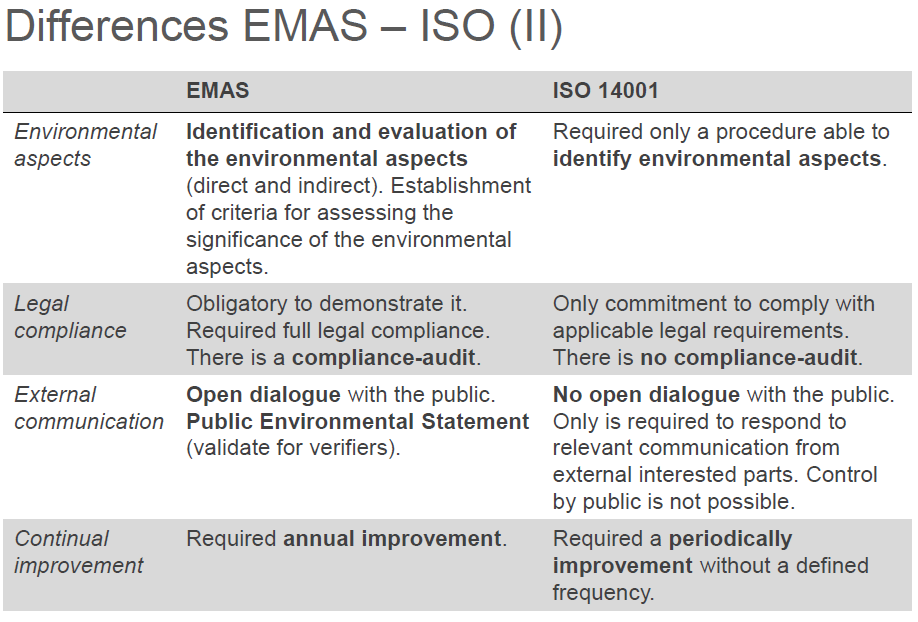 Differences EMAS – ISO (II)
EMAS
ISO 14001
Environmental
aspects
Identification and evaluation of
the environmental aspects
(direct and indirect). Establishment
of criteria for assessing the
significance of the environmental
aspects.
Required only a procedure able to
identify environmental aspects.
Legal
compliance
Obligatory to demonstrate it.
Required full legal compliance.
There is a compliance-audit.
Only commitment to comply with
applicable legal requirements.
There is no compliance-audit.
External
communication
Open dialogue with the public.
Public Environmental Statement
(validate for verifiers).
No open dialogue with the public.
Only is required to respond to
relevant communication from
external interested parts. Control
by public is not possible.
Continual
improvement
Required annual improvement.
Required a periodically
improvement without a defined
frequency.